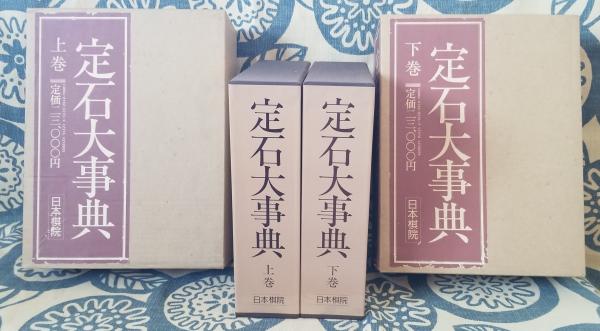 定石大事典
上巻
定価二三、〇〇〇円
日本棋院
定石大事典
上巻
日本棋院
定石大事典
下巻
日本棋院
定石大事典
下巻
定価二三、〇〇〇円
日本棋院